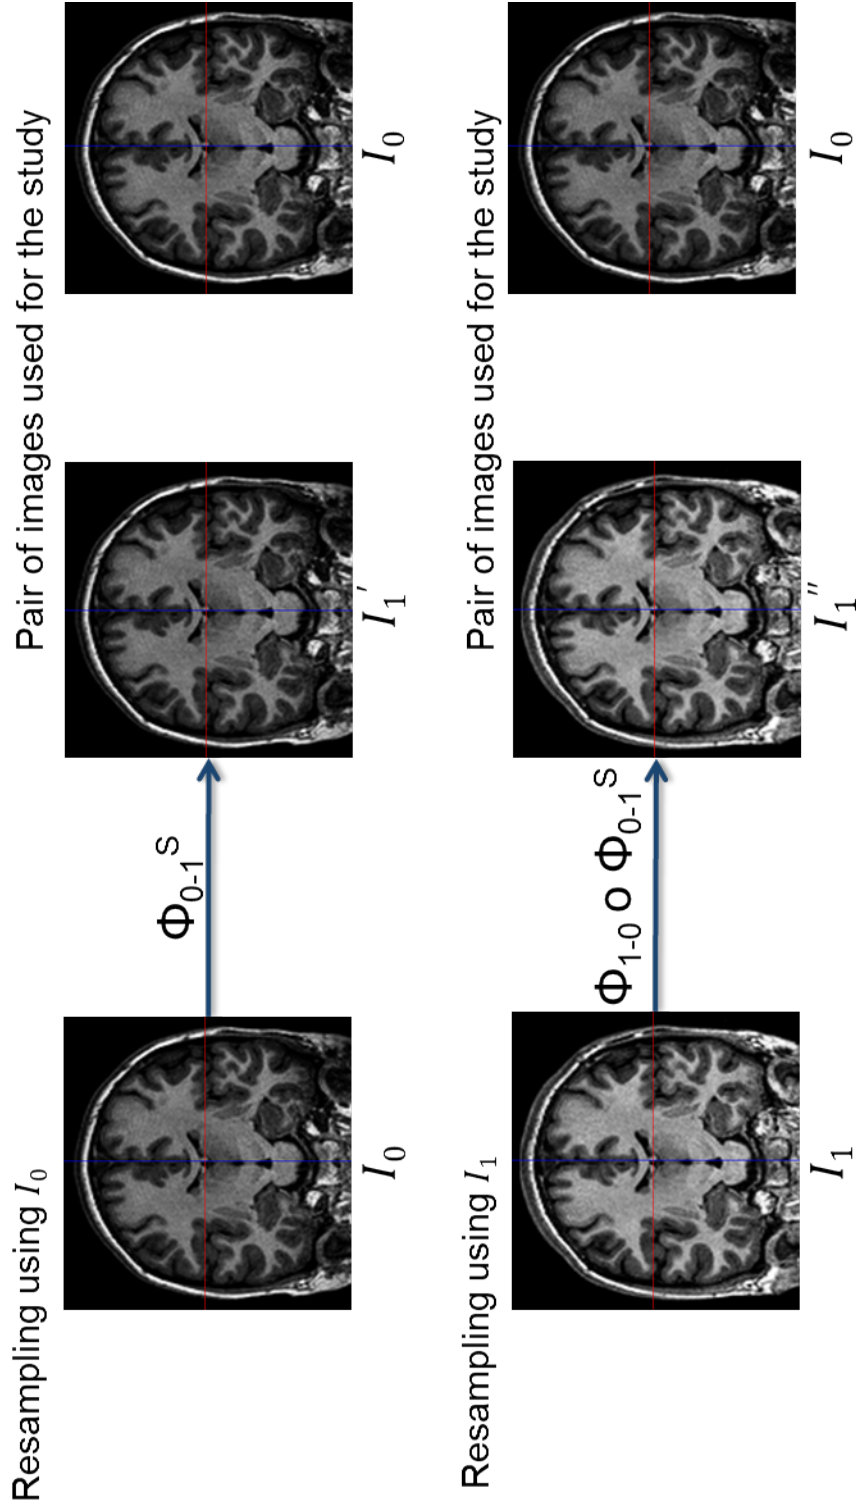 Resampling using I₀
Pair of images used for the study
Φ₀₋₁ˢ
I₀
I₁′
I₀
Resampling using I₁
Pair of images used for the study
Φ₁₋₀ o Φ₀₋₁ˢ
I₁
I₁″
I₀